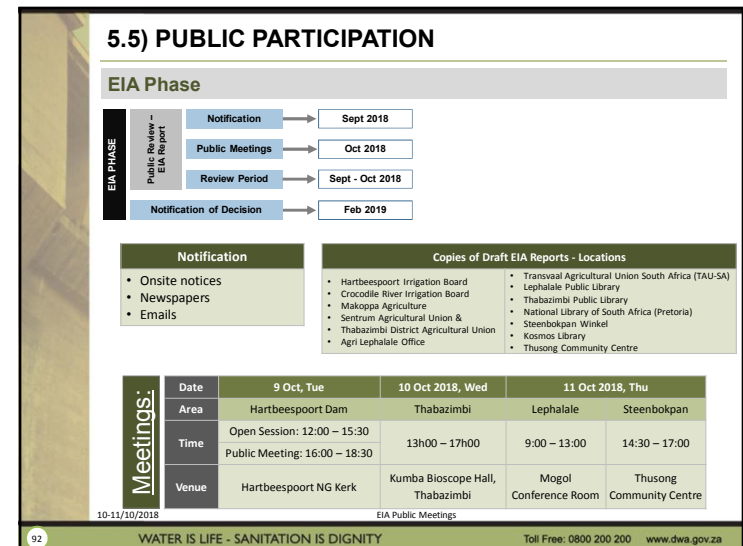 5.5) PUBLIC PARTICIPATION
EIA Phase
EIA PHASE
Public Review –
EIA Report
Notification
Sept 2018
Public Meetings
Oct 2018
Review Period
Sept - Oct 2018
Notification of Decision
Feb 2019
Notification
• Onsite notices
• Newspapers
• Emails
Copies of Draft EIA Reports - Locations
• Hartbeespoort Irrigation Board
• Crocodile River Irrigation Board
• Makoppa Agriculture
• Sentrum Agricultural Union &
• Thabazimbi District Agricultural Union
• Agri Lephalale Office
• Transvaal Agricultural Union South Africa (TAU-SA)
• Lephalale Public Library
• Thabazimbi Public Library
• National Library of South Africa (Pretoria)
• Steenbokpan Winkel
• Kosmos Library
• Thusong Community Centre
Meetings:
Date
9 Oct, Tue
10 Oct 2018, Wed
11 Oct 2018, Thu
Area
Hartbeespoort Dam
Thabazimbi
Lephalale
Steenbokpan
Time
Open Session: 12:00 – 15:30
Public Meeting: 16:00 – 18:30
13h00 – 17h00
9:00 – 13:00
14:30 – 17:00
Venue
Hartbeespoort NG Kerk
Kumba Bioscope Hall,
Thabazimbi
Mogol
Conference Room
Thusong
Community Centre
10-11/10/2018
EIA Public Meetings
92
WATER IS LIFE - SANITATION IS DIGNITY
Toll Free: 0800 200 200 www.dwa.gov.za